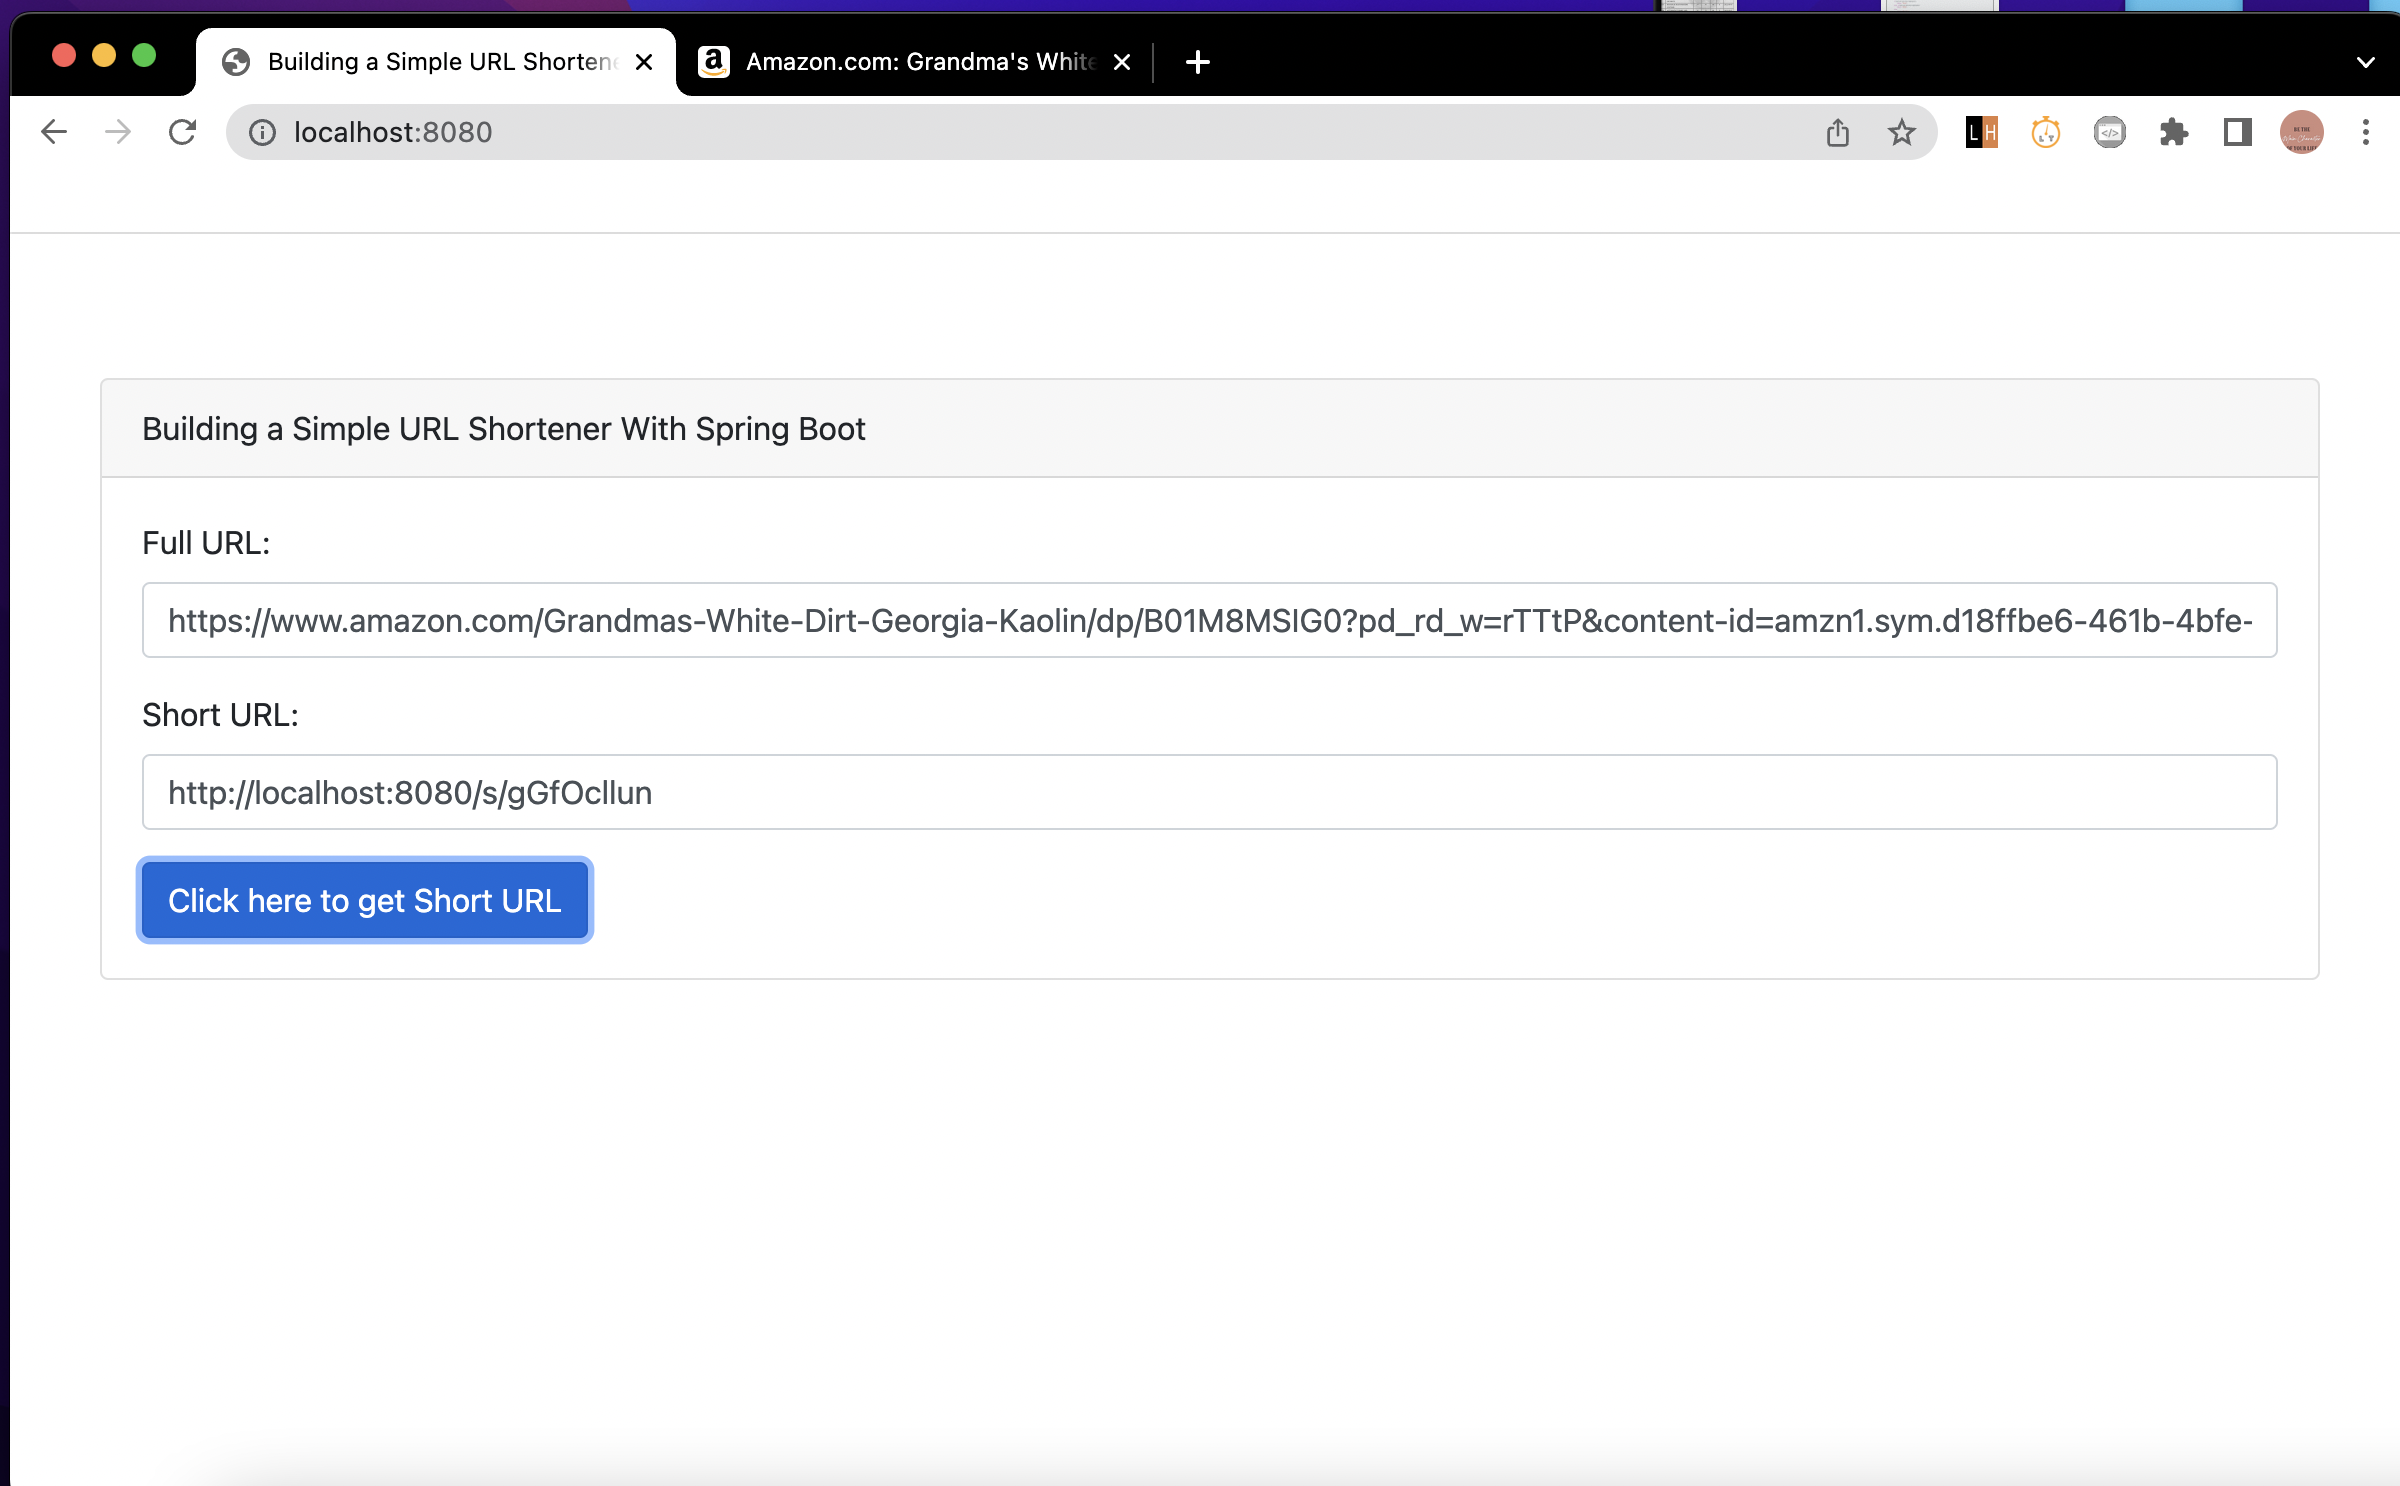 Building a Simple URL Shortene
Amazon.com: Grandma's White
localhost:8080
L H
Building a Simple URL Shortener With Spring Boot
Full URL:
https://www.amazon.com/Grandmas-White-Dirt-Georgia-Kaolin/dp/B01M8MSIG0?pd_rd_w=rTTtP&content-id=amzn1.sym.d18ffbe6-461b-4bfe-
Short URL:
http://localhost:8080/s/gGfOcllun
Click here to get Short URL